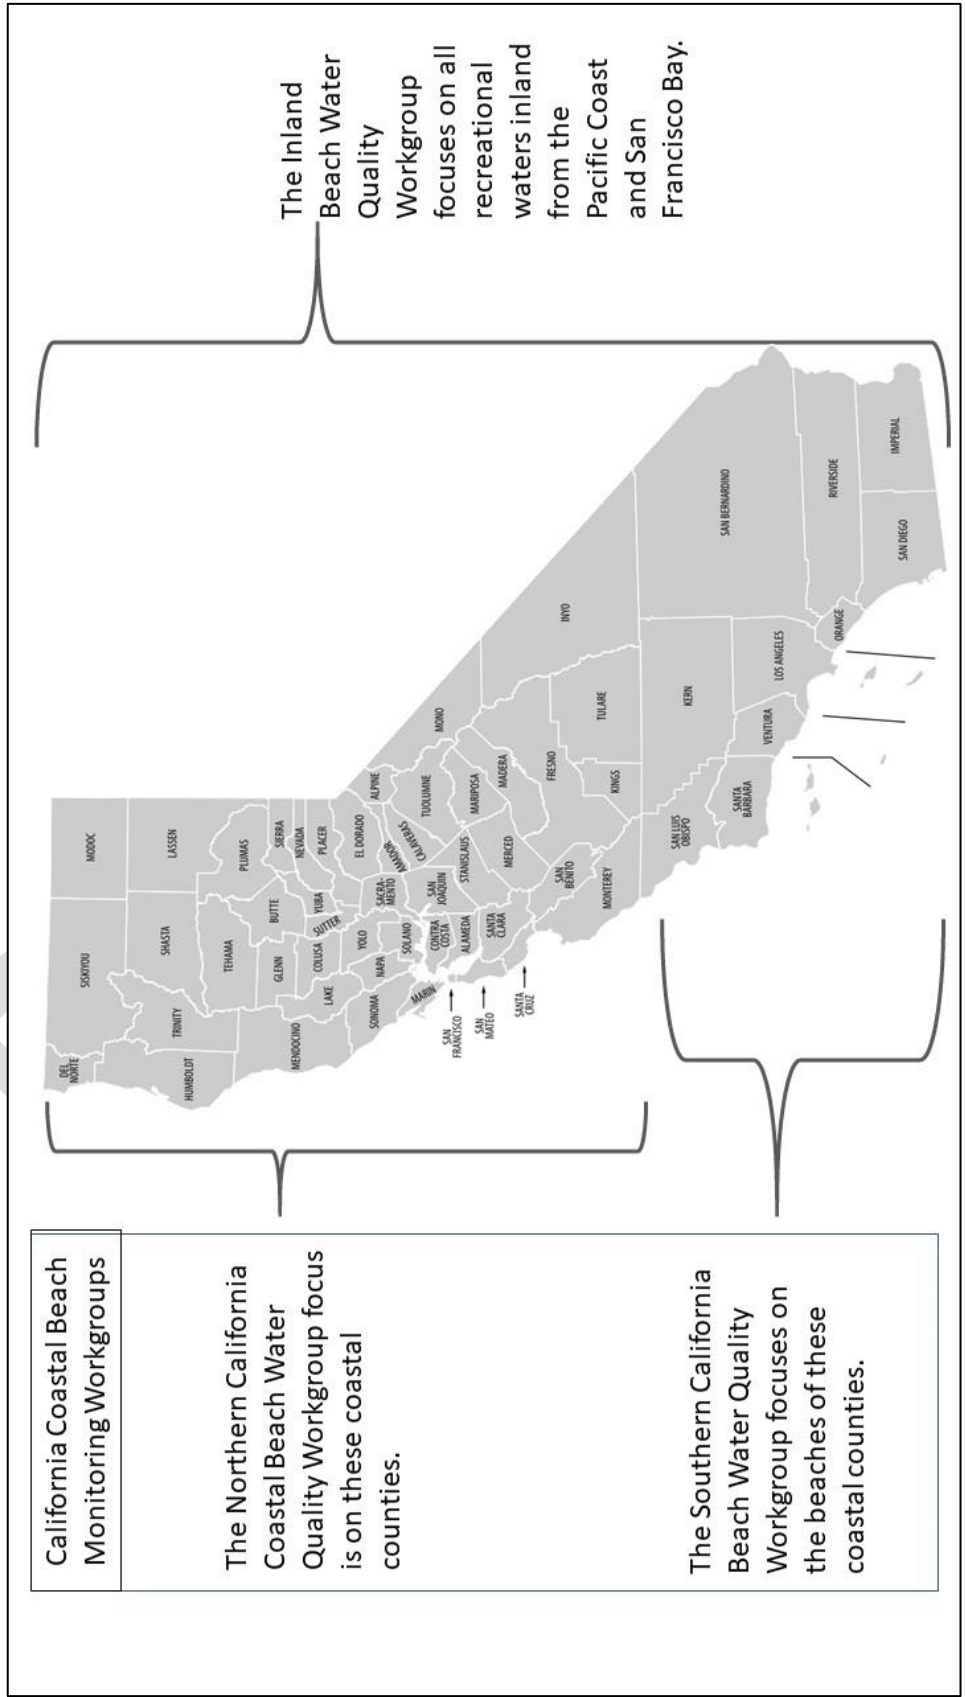 California Coastal Beach
Monitoring Workgroups
The Northern California
Coastal Beach Water
Quality Workgroup focus
is on these coastal
counties.
The Southern California
Beach Water Quality
Workgroup focuses on
the beaches of these
coastal counties.
DEL
NORTE
SISKIYOU
MODOC
HUMBOLDT
TRINITY
SHASTA
LASSEN
TEHAMA
PLUMAS
MENDOCINO
GLENN
BUTTE
SIERRA
LAKE
COLUSA
SUTTER
YUBA
NEVADA
PLACER
SONOMA
NAPA
YOLO
EL DORADO
MARIN
SOLANO
SACRA-
MENTO
AMADOR
ALPINE
SAN
FRANCISCO
CONTRA
COSTA
SAN
JOAQUIN
CALAVERAS
TUOLUMNE
MONO
SAN
MATEO
ALAMEDA
STANISLAUS
MARIPOSA
SANTA
CRUZ
SANTA
CLARA
MERCED
MADERA
SAN
BENITO
FRESNO
INYO
MONTEREY
KINGS
TULARE
SAN LUIS
OBISPO
KERN
SAN BERNARDINO
SANTA
BARBARA
VENTURA
LOS ANGELES
ORANGE
RIVERSIDE
SAN DIEGO
IMPERIAL
The Inland
Beach Water
Quality
Workgroup
focuses on all
recreational
waters inland
from the
Pacific Coast
and San
Francisco Bay.